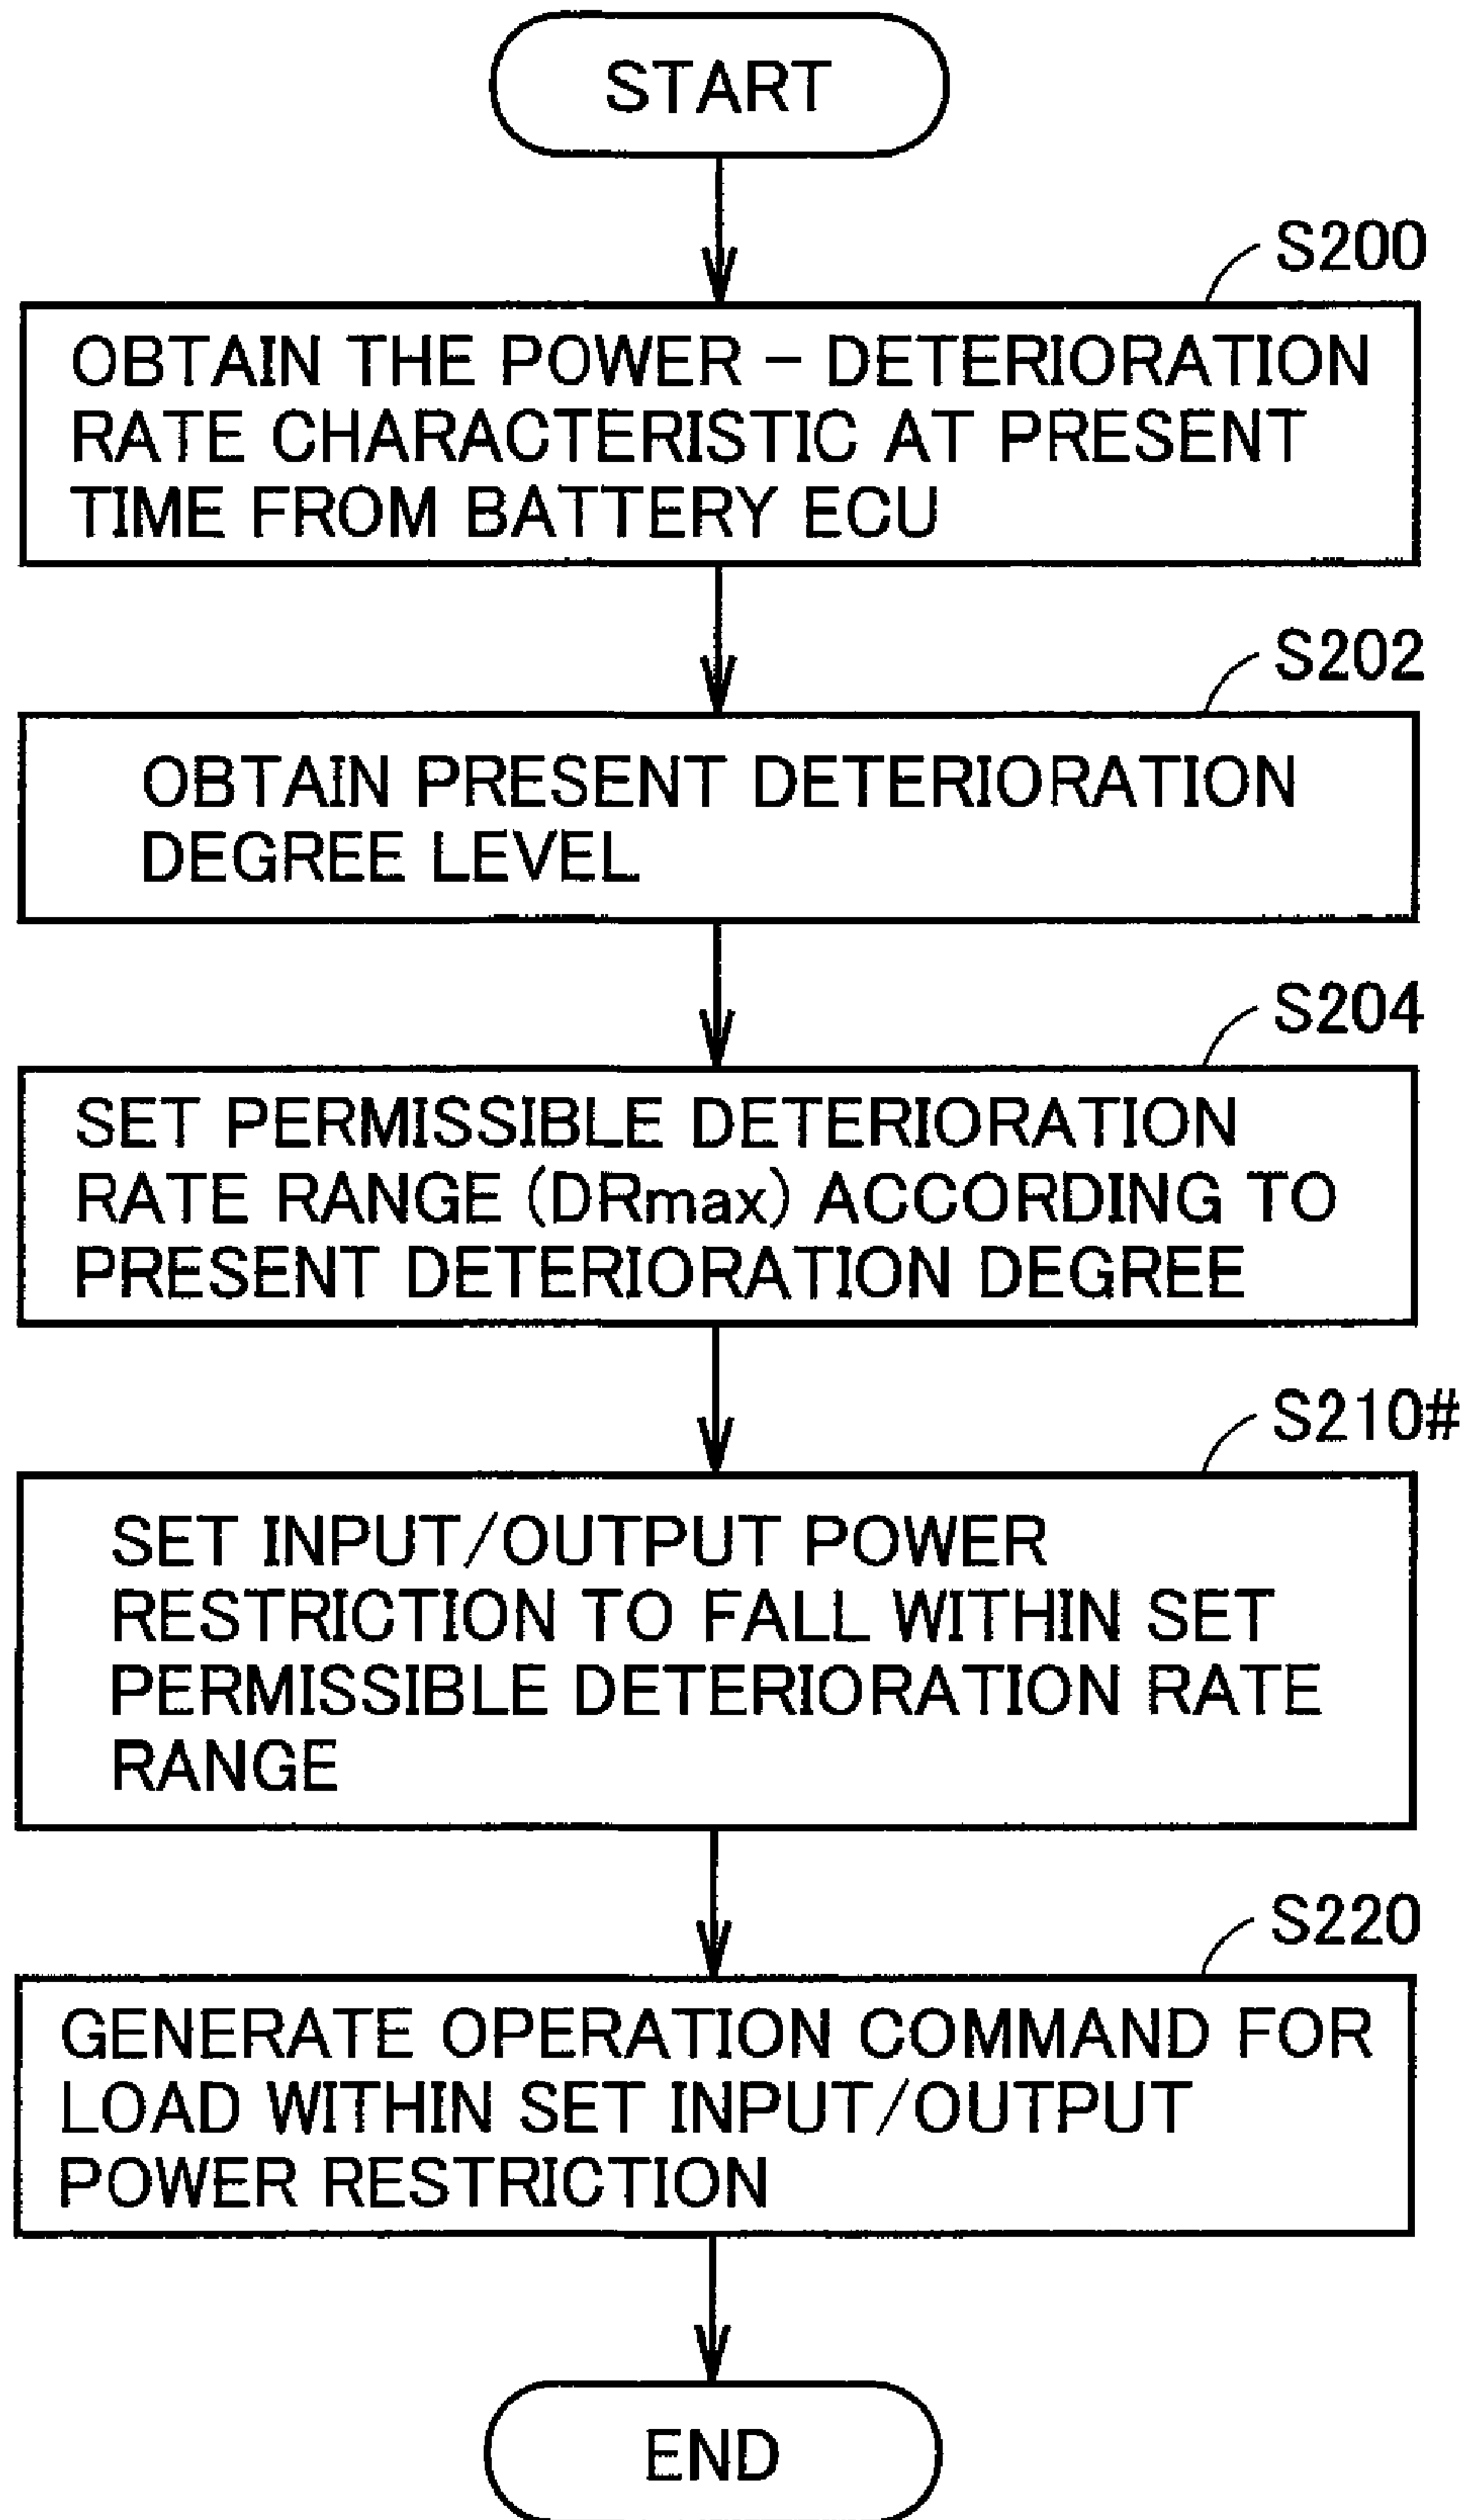 START
S200
OBTAIN THE POWER - DETERIORATION
RATE CHARACTERISTIC AT PRESENT
TIME FROM BATTERY ECU
S202
OBTAIN PRESENT DETERIORATION
DEGREE LEVEL
S204
SET PERMISSIBLE DETERIORATION
RATE RANGE (DRmax) ACCORDING TO
PRESENT DETERIORATION DEGREE
S210#
SET INPUT/OUTPUT POWER
RESTRICTION TO FALL WITHIN SET
PERMISSIBLE DETERIORATION RATE
RANGE
S220
GENERATE OPERATION COMMAND FOR
LOAD WITHIN SET INPUT/OUTPUT
POWER RESTRICTION
END